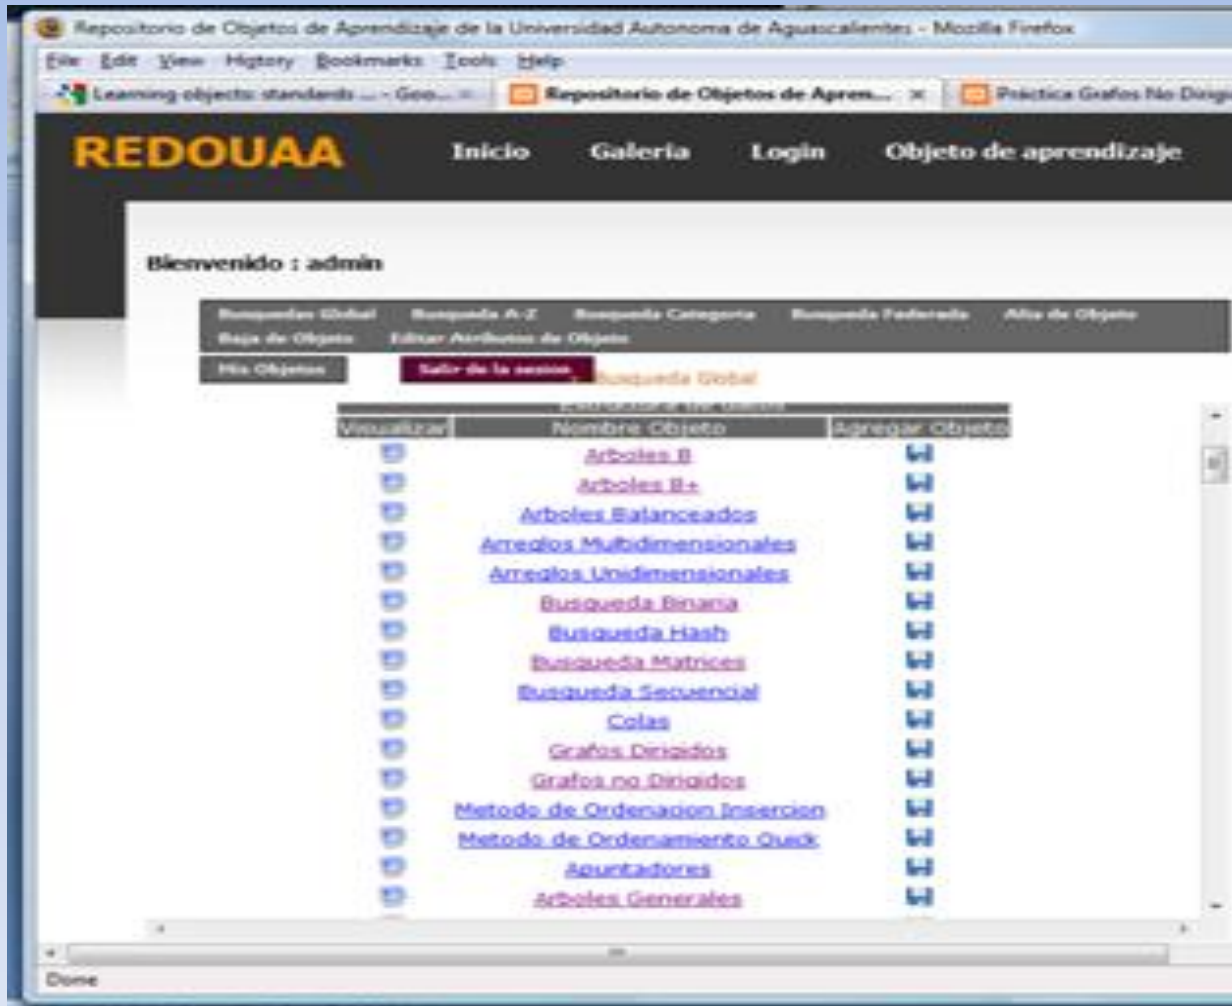 Repositorio de Objetos de Aprendizaje de la Universidad Autonoma de Aguascalientes - Mozilla Firefox
File Edit View History Bookmarks Tools Help
Learning objects: standards ... - Goo... Repositorio de Objetos de Apren... Práctica Grafos No Dirigi
REDOUAA Inicio Galeria Login Objeto de aprendizaje
Bienvenido : admin
Busquedas Global Busqueda A-Z Busqueda Categoria Busqueda Federada Alta de Objeto
Baja de Objeto Editar Atributos de Objeto
Mis Objetos Salir de la sesion Busqueda Global
Estructura de datos
Visualizar Nombre Objeto Agregar Objeto
Arboles B
Arboles B+
Arboles Balanceados
Arreglos Multidimensionales
Arreglos Unidimensionales
Busqueda Binaria
Busqueda Hash
Busqueda Matrices
Busqueda Secuencial
Colas
Grafos Dirigidos
Grafos no Dirigidos
Metodo de Ordenacion Insercion
Metodo de Ordenamiento Quick
Apuntadores
Arboles Generales
Done